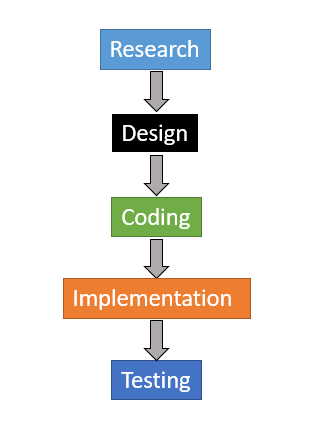 Research
Design
Coding
Implementation
Testing